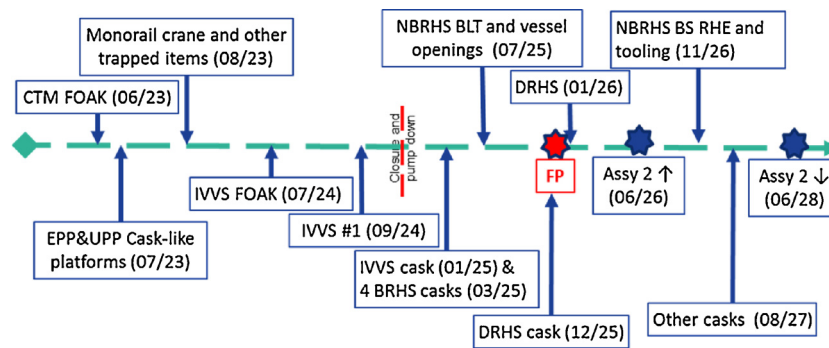 Monorail crane and other
trapped items (08/23)
NBRHS BLT and vessel
openings (07/25)
NBRHS BS RHE and
tooling (11/26)
CTM FOAK (06/23)
DRHS (01/26)
Closure and
pump down
IVVS FOAK (07/24)
FP
Assy 2 ↑
(06/26)
Assy 2 ↓
(06/28)
EPP&UPP Cask-like
platforms (07/23)
IVVS #1 (09/24)
IVVS cask (01/25) &
4 BRHS casks (03/25)
DRHS cask (12/25)
Other casks (08/27)